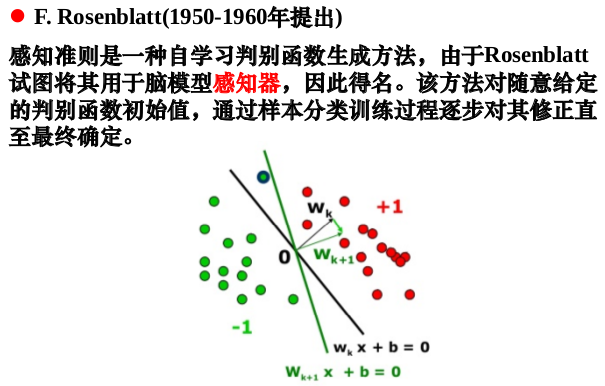 F. Rosenblatt(1950-1960年提出)
感知准则是一种自学习判别函数生成方法，由于Rosenblatt
试图将其用于脑模型感知器，因此得名。该方法对随意给定
的判别函数初始值，通过样本分类训练过程逐步对其修正直
至最终确定。
+1
wk
0
wk+1
-1
wk x + b = 0
wk+1 x + b = 0